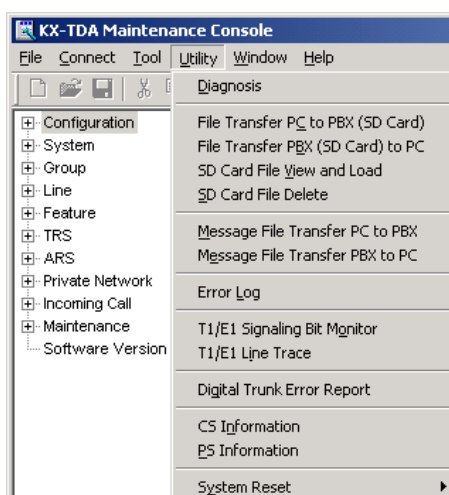 KX-TDA Maintenance Console
File Connect Tool Utility Window Help
Diagnosis
File Transfer PC to PBX (SD Card)
File Transfer PBX (SD Card) to PC
SD Card File View and Load
SD Card File Delete
Message File Transfer PC to PBX
Message File Transfer PBX to PC
Error Log
T1/E1 Signaling Bit Monitor
T1/E1 Line Trace
Digital Trunk Error Report
CS Information
PS Information
System Reset
Configuration
System
Group
Line
Feature
TRS
ARS
Private Network
Incoming Call
Maintenance
Software Version